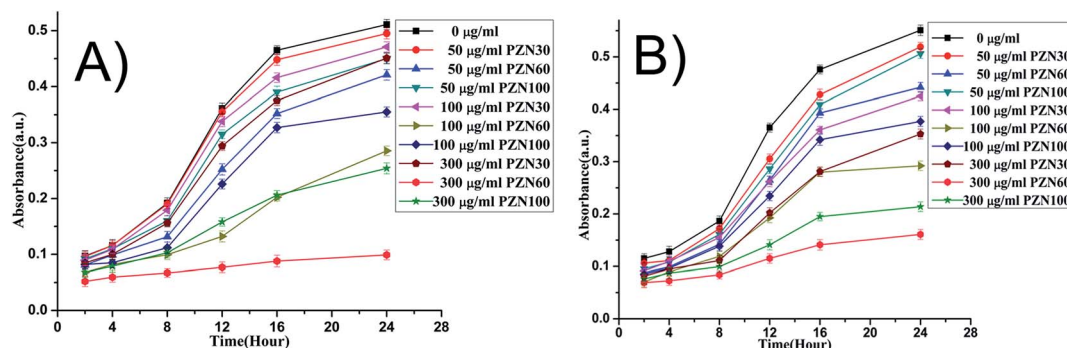 A)
Absorbance(a.u.)
0.5
0.4
0.3
0.2
0.1
0.0
0 4 8 12 16 20 24 28
Time(Hour)
0 μg/ml
50 μg/ml PZN30
50 μg/ml PZN60
50 μg/ml PZN100
100 μg/ml PZN30
100 μg/ml PZN60
100 μg/ml PZN100
300 μg/ml PZN30
300 μg/ml PZN60
300 μg/ml PZN100
B)
Absorbance(a.u.)
0.5
0.4
0.3
0.2
0.1
0.0
0 4 8 12 16 20 24 28
Time(Hour)
0 μg/ml
50 μg/ml PZN30
50 μg/ml PZN60
50 μg/ml PZN100
100 μg/ml PZN30
100 μg/ml PZN60
100 μg/ml PZN100
300 μg/ml PZN30
300 μg/ml PZN60
300 μg/ml PZN100